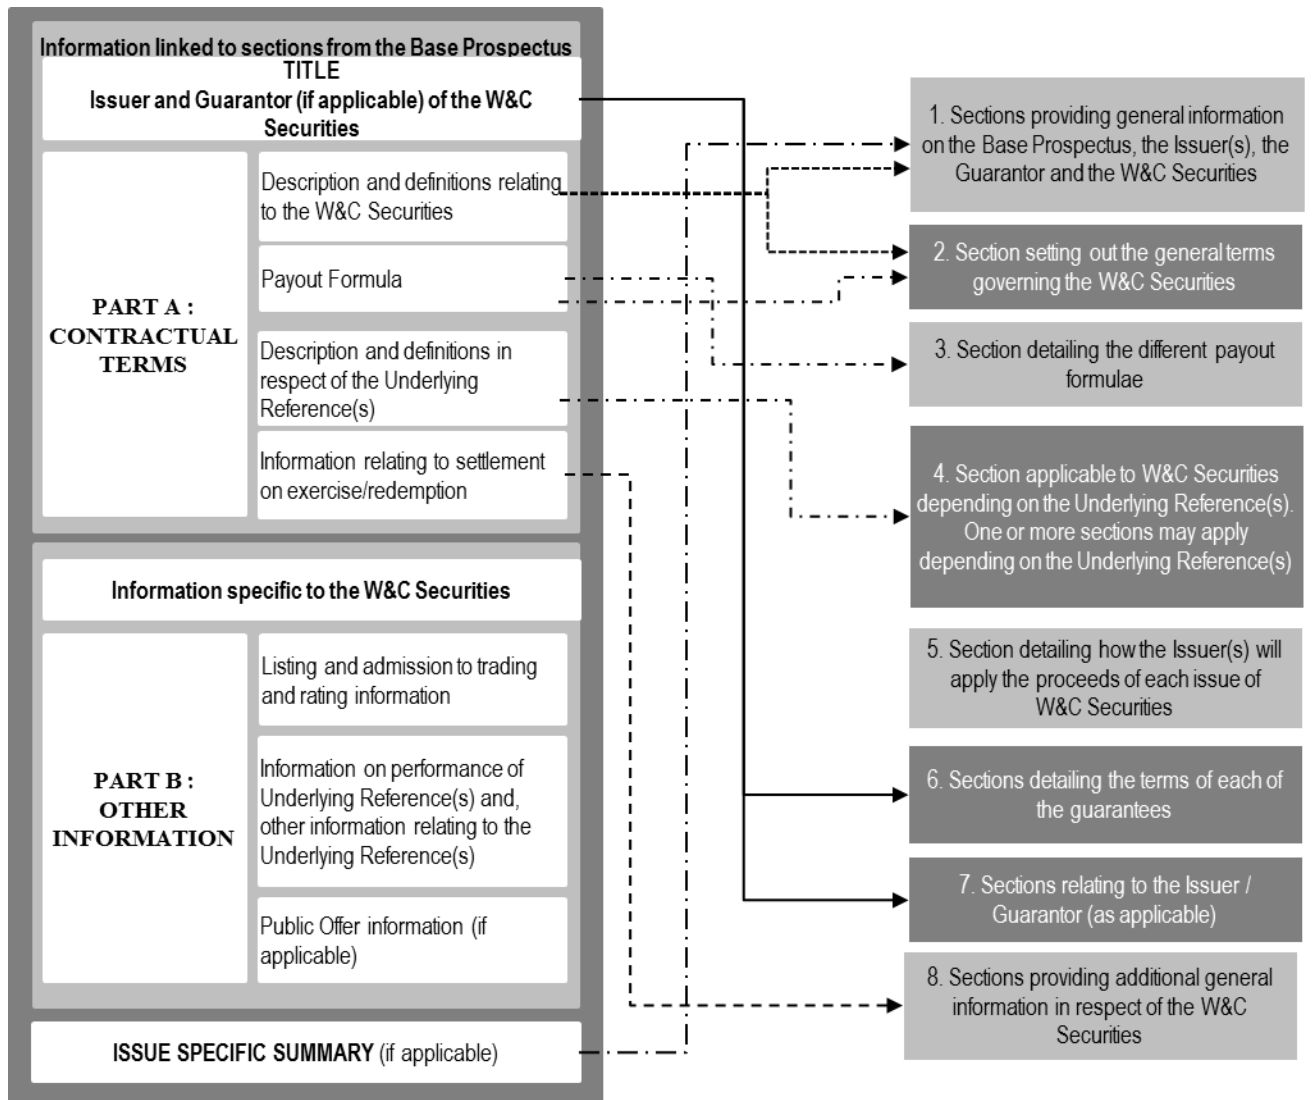 Information linked to sections from the Base Prospectus
TITLE
Issuer and Guarantor (if applicable) of the W&C
Securities
PART A :
CONTRACTUAL
TERMS
Description and definitions relating
to the W&C Securities
Payout Formula
Description and definitions in
respect of the Underlying
Reference(s)
Information relating to settlement
on exercise/redemption
Information specific to the W&C Securities
PART B :
OTHER
INFORMATION
Listing and admission to trading
and rating information
Information on performance of
Underlying Reference(s) and,
other information relating to the
Underlying Reference(s)
Public Offer information (if
applicable)
ISSUE SPECIFIC SUMMARY (if applicable)
1. Sections providing general information
on the Base Prospectus, the Issuer(s), the
Guarantor and the W&C Securities
2. Section setting out the general terms
governing the W&C Securities
3. Section detailing the different payout
formulae
4. Section applicable to W&C Securities
depending on the Underlying Reference(s).
One or more sections may apply
depending on the Underlying Reference(s)
5. Section detailing how the Issuer(s) will
apply the proceeds of each issue of
W&C Securities
6. Sections detailing the terms of each of
the guarantees
7. Sections relating to the Issuer /
Guarantor (as applicable)
8. Sections providing additional general
information in respect of the W&C
Securities